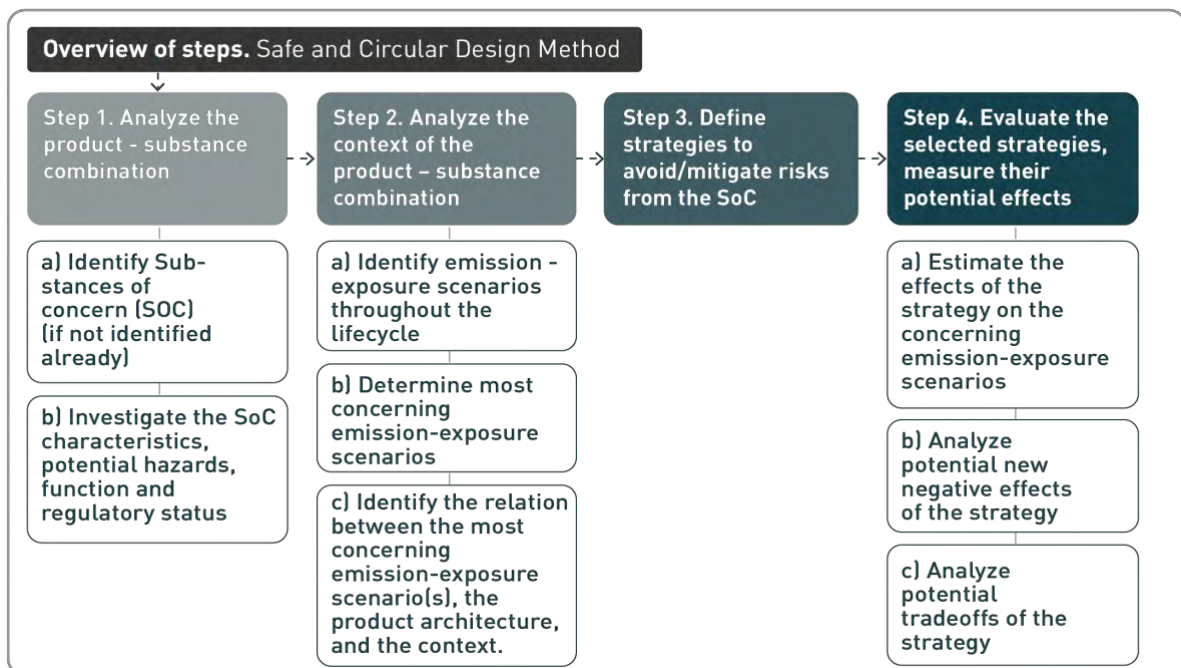 Overview of steps. Safe and Circular Design Method
Step 1. Analyze the
product - substance
combination
a) Identify Sub-
stances of
concern (SOC)
(if not identified
already)
b) Investigate the SoC
characteristics,
potential hazards,
function and
regulatory status
Step 2. Analyze the
context of the
product – substance
combination
a) Identify emission -
exposure scenarios
throughout the
lifecycle
b) Determine most
concerning
emission-exposure
scenarios
c) Identify the relation
between the most
concerning
emission-exposure
scenario(s), the
product architecture,
and the context.
Step 3. Define
strategies to
avoid/mitigate risks
from the SoC
Step 4. Evaluate the
selected strategies,
measure their
potential effects
a) Estimate the
effects of the
strategy on the
concerning
emission-exposure
scenarios
b) Analyze
potential new
negative effects
of the strategy
c) Analyze
potential
tradeoffs of the
strategy